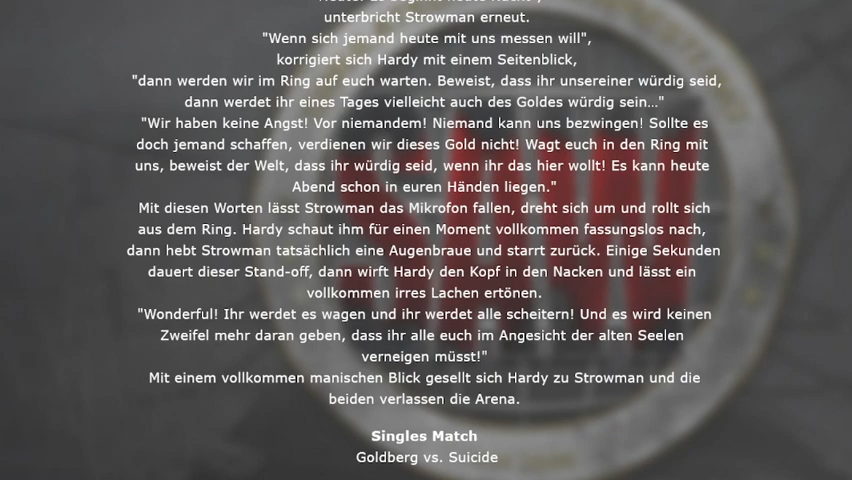 unterbricht Strowman erneut.
"Wenn sich jemand heute mit uns messen will",
korrigiert sich Hardy mit einem Seitenblick,
"dann werden wir im Ring auf euch warten. Beweist, dass ihr unsereiner würdig seid,
dann werdet ihr eines Tages vielleicht auch des Goldes würdig sein..."
"Wir haben keine Angst! Vor niemandem! Niemand kann uns bezwingen! Sollte es
doch jemand schaffen, verdienen wir dieses Gold nicht! Wagt euch in den Ring mit
uns, beweist der Welt, dass ihr würdig seid, wenn ihr das hier wollt! Es kann heute
Abend schon in euren Händen liegen."
Mit diesen Worten lässt Strowman das Mikrofon fallen, dreht sich um und rollt sich
aus dem Ring. Hardy schaut ihm für einen Moment vollkommen fassungslos nach,
dann hebt Strowman tatsächlich eine Augenbraue und starrt zurück. Einige Sekunden
dauert dieser Stand-off, dann wirft Hardy den Kopf in den Nacken und lässt ein
vollkommen irres Lachen ertönen.
"Wonderful! Ihr werdet es wagen und ihr werdet alle scheitern! Und es wird keinen
Zweifel mehr daran geben, dass ihr alle euch im Angesicht der alten Seelen
verneigen müsst!"
Mit einem vollkommen manischen Blick gesellt sich Hardy zu Strowman und die
beiden verlassen die Arena.
Singles Match
Goldberg vs. Suicide